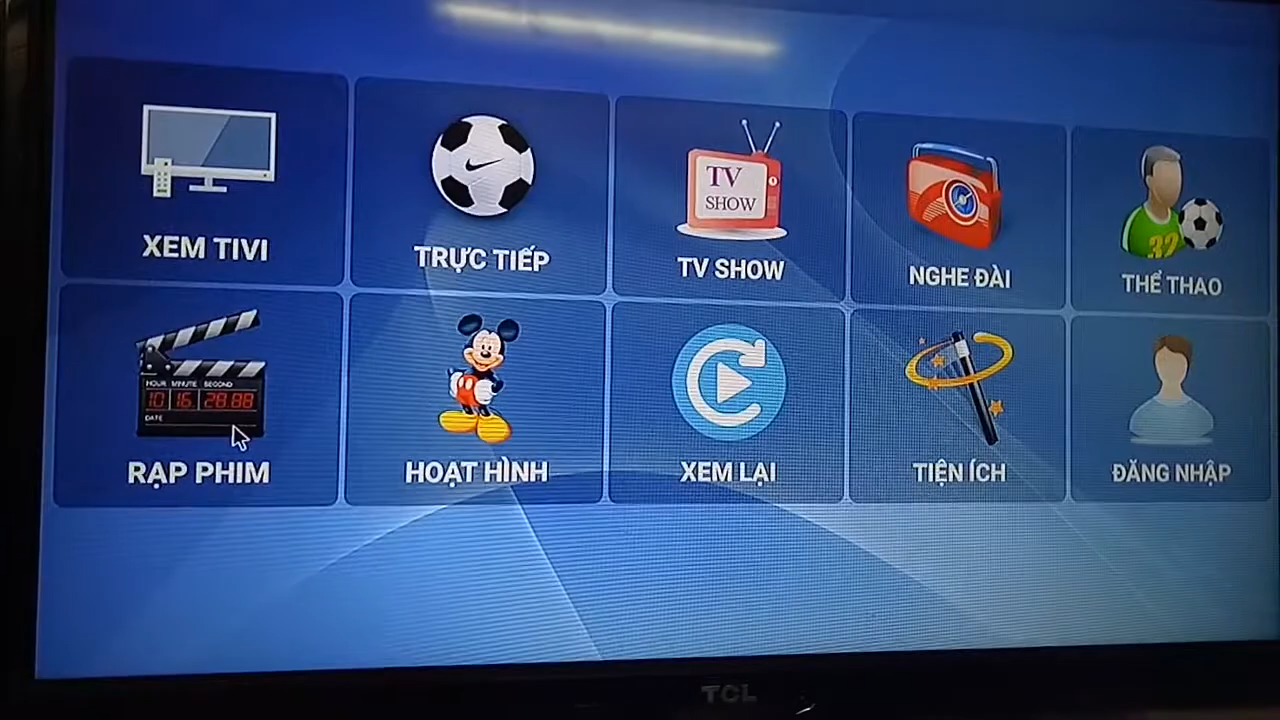 XEM TIVI
TRỰC TIẾP
TV
SHOW
TV SHOW
NGHE ĐÀI
32
THỂ THAO
HOUR MINUTE SECOND
10 16 28:88
DATE
RẠP PHIM
HOẠT HÌNH
XEM LẠI
TIỆN ÍCH
ĐĂNG NHẬP
TCL